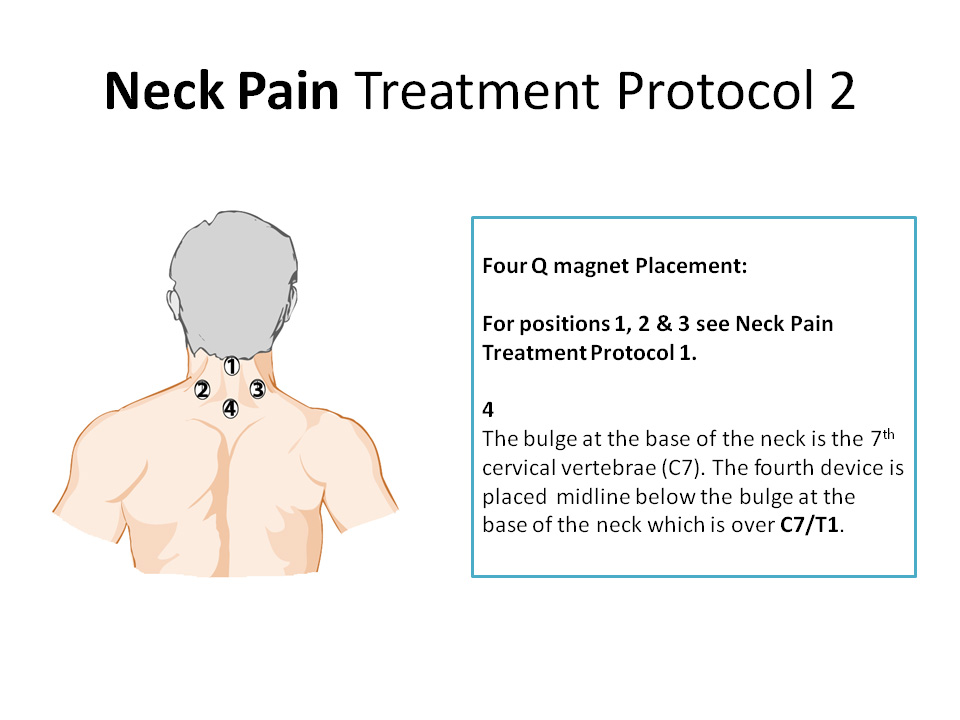 Neck Pain Treatment Protocol 2
1
2
3
4
Four Q magnet Placement:
For positions 1, 2 & 3 see Neck Pain
Treatment Protocol 1.
4
The bulge at the base of the neck is the 7th
cervical vertebrae (C7). The fourth device is
placed midline below the bulge at the
base of the neck which is over C7/T1.